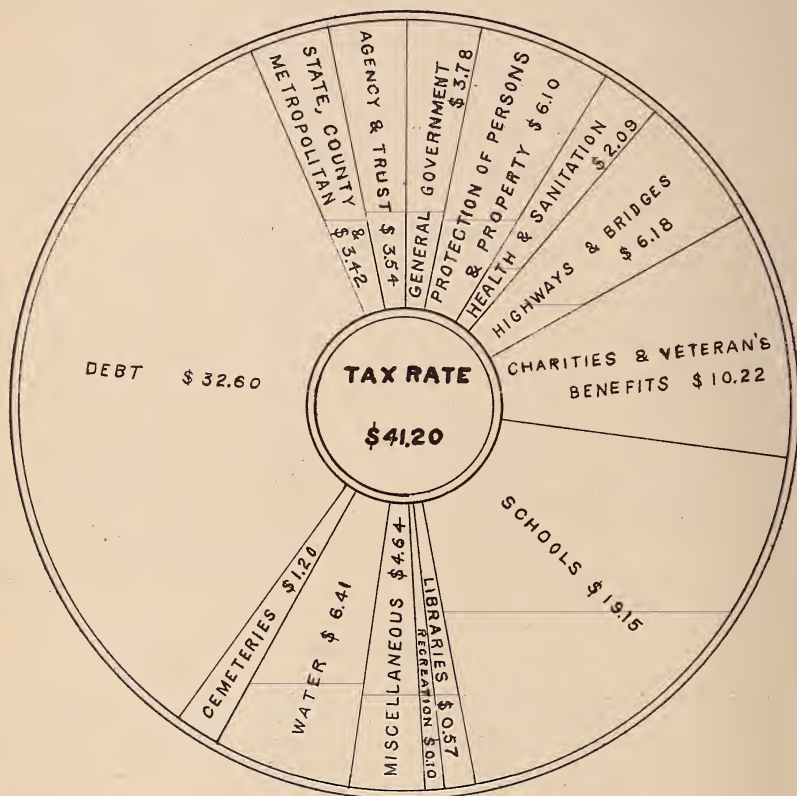 TAX RATE
$41.20
STATE, COUNTY &
METROPOLITAN $3.42
AGENCY & TRUST $3.54
GENERAL GOVERNMENT
$3.78
PROTECTION OF PERSONS
& PROPERTY $6.10
HEALTH & SANITATION
$2.09
HIGHWAYS & BRIDGES
$6.18
CHARITIES & VETERAN'S
BENEFITS $10.22
SCHOOLS $19.15
LIBRARIES $0.57
RECREATION $0.10
MISCELLANEOUS $4.64
WATER $6.41
CEMETERIES $1.20
DEBT $32.60